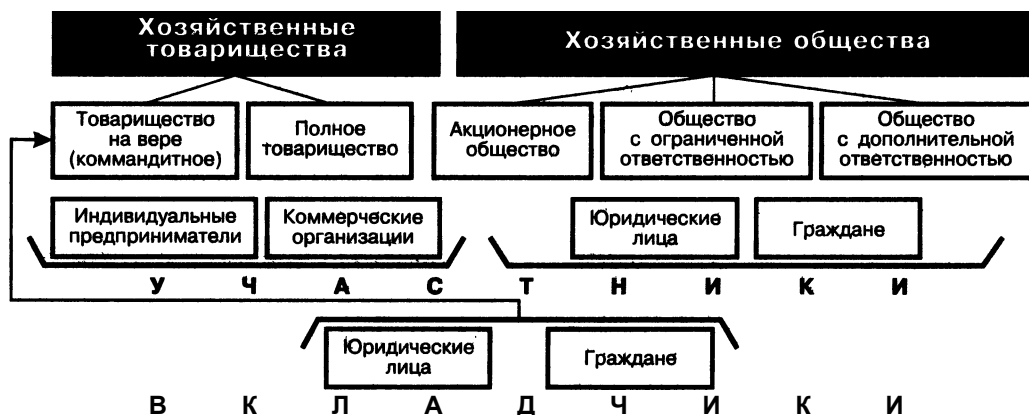 Хозяйственные
товарищества
Хозяйственные общества
Товарищество
на вере
(коммандитное)
Полное
товарищество
Акционерное
общество
Общество
с ограниченной
ответственностью
Общество
с дополнительной
ответственностью
Индивидуальные
предприниматели
Коммерческие
организации
Юридические
лица
Граждане
У Ч А С Т Н И К И
Юридические
лица
Граждане
В К Л А Д Ч И К И